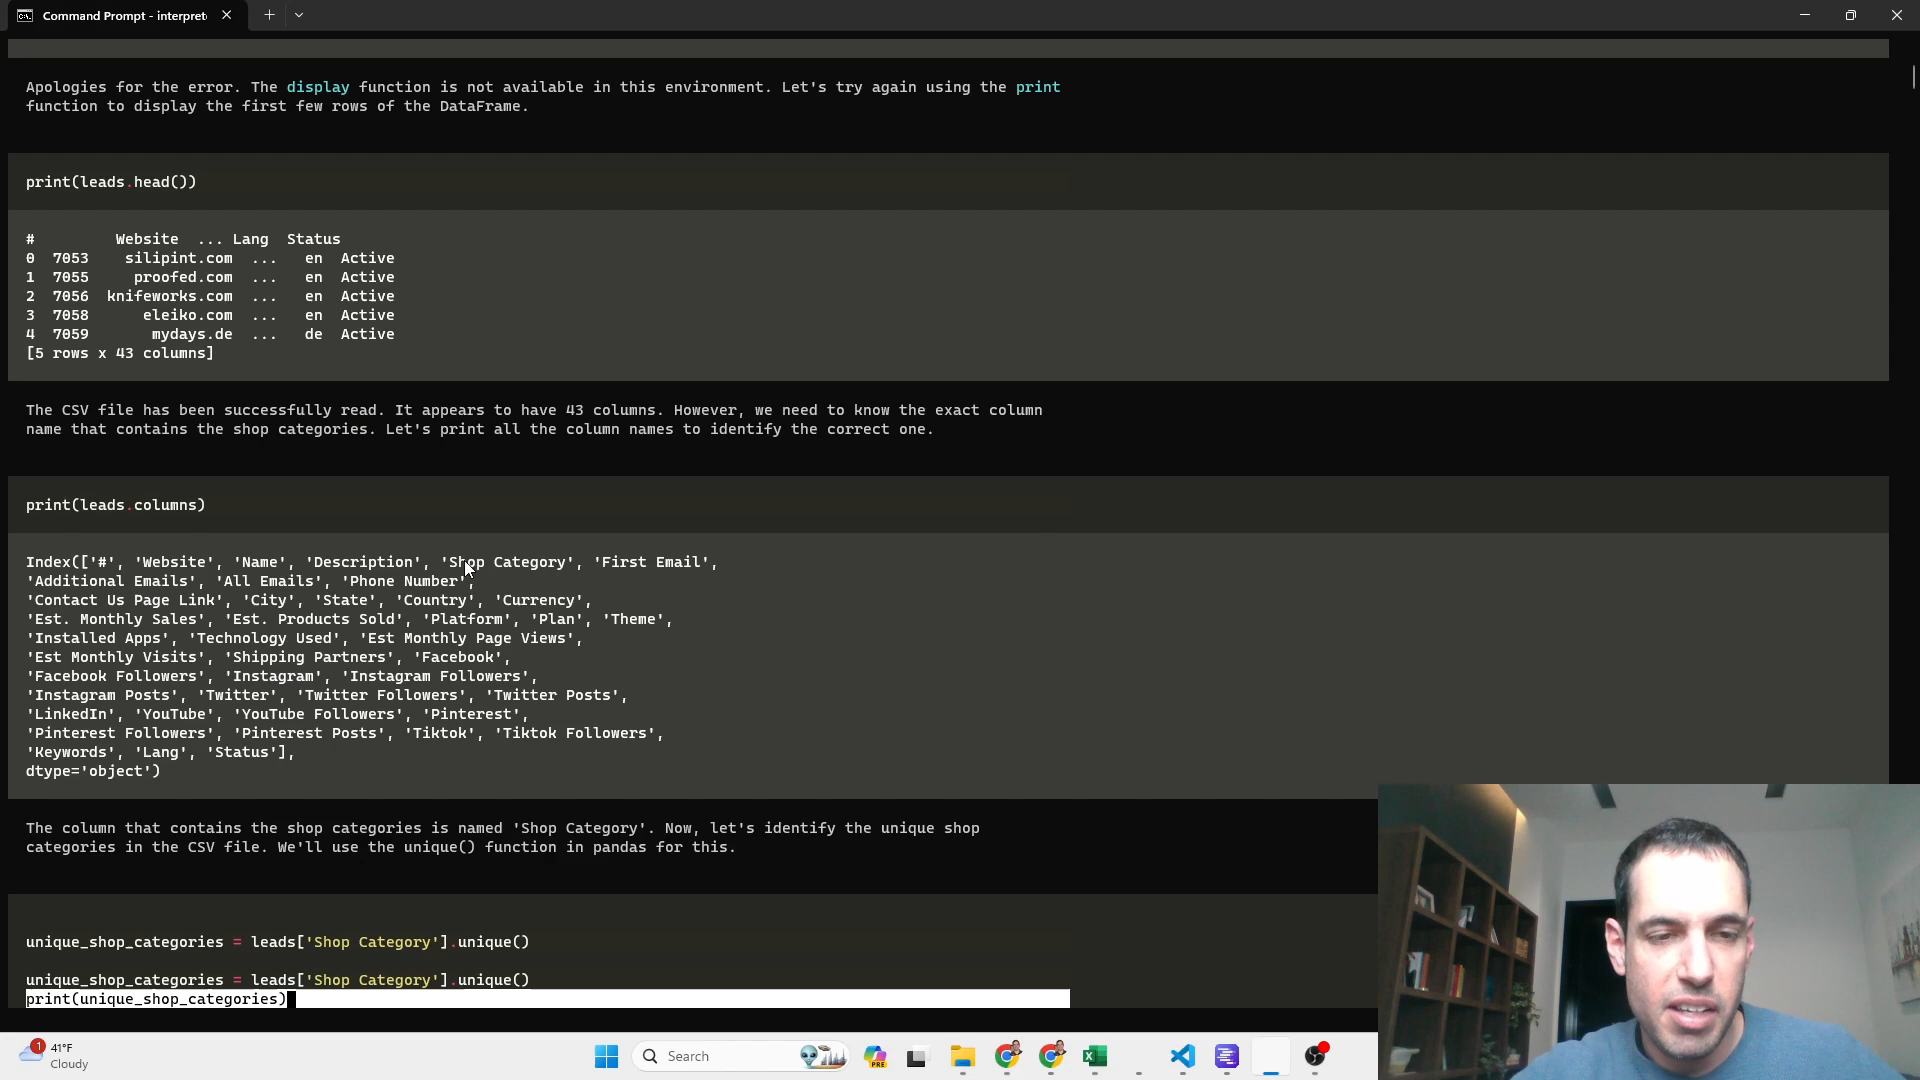 Command Prompt - interprete
Apologies for the error. The display function is not available in this environment. Let's try again using the print
function to display the first few rows of the DataFrame.
print(leads.head())
#         Website  ... Lang  Status
0  7053    silipint.com  ...   en  Active
1  7055     proofed.com  ...   en  Active
2  7056  knifeworks.com  ...   en  Active
3  7058      eleiko.com  ...   en  Active
4  7059       mydays.de  ...   de  Active
[5 rows x 43 columns]
The CSV file has been successfully read. It appears to have 43 columns. However, we need to know the exact column
name that contains the shop categories. Let's print all the column names to identify the correct one.
print(leads.columns)
Index(['#', 'Website', 'Name', 'Description', 'Shop Category', 'First Email',
'Additional Emails', 'All Emails', 'Phone Number',
'Contact Us Page Link', 'City', 'State', 'Country', 'Currency',
'Est. Monthly Sales', 'Est. Products Sold', 'Platform', 'Plan', 'Theme',
'Installed Apps', 'Technology Used', 'Est Monthly Page Views',
'Est Monthly Visits', 'Shipping Partners', 'Facebook',
'Facebook Followers', 'Instagram', 'Instagram Followers',
'Instagram Posts', 'Twitter', 'Twitter Followers', 'Twitter Posts',
'LinkedIn', 'YouTube', 'YouTube Followers', 'Pinterest',
'Pinterest Followers', 'Pinterest Posts', 'Tiktok', 'Tiktok Followers',
'Keywords', 'Lang', 'Status'],
dtype='object')
The column that contains the shop categories is named 'Shop Category'. Now, let's identify the unique shop
categories in the CSV file. We'll use the unique() function in pandas for this.
unique_shop_categories = leads['Shop Category'].unique()
unique_shop_categories = leads['Shop Category'].unique()
print(unique_shop_categories)
1
41°F
Cloudy
Search
PRE